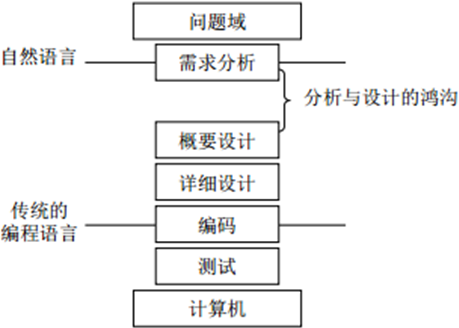 问题域
自然语言
需求分析
分析与设计的鸿沟
概要设计
详细设计
传统的
编程语言
编码
测试
计算机